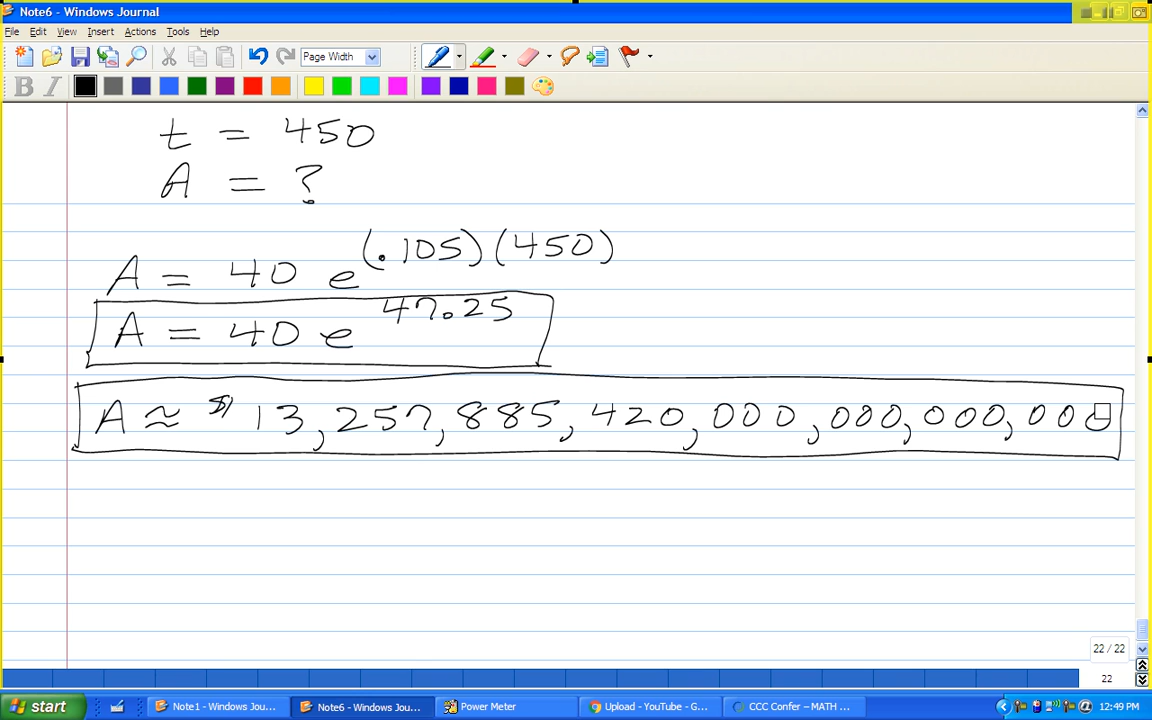 Note6 - Windows Journal
File Edit View Insert Actions Tools Help
Page Width
B I
t = 450
A = ?
A = 40 e^(.105)(450)
A = 40 e^47.25
A ≈ $13,257,885,420,000,000,000,000
22 / 22
22
start Note1 - Windows Jou... Note6 - Windows Jou... Power Meter Upload - YouTube - G... CCC Confer – MATH ... 12:49 PM